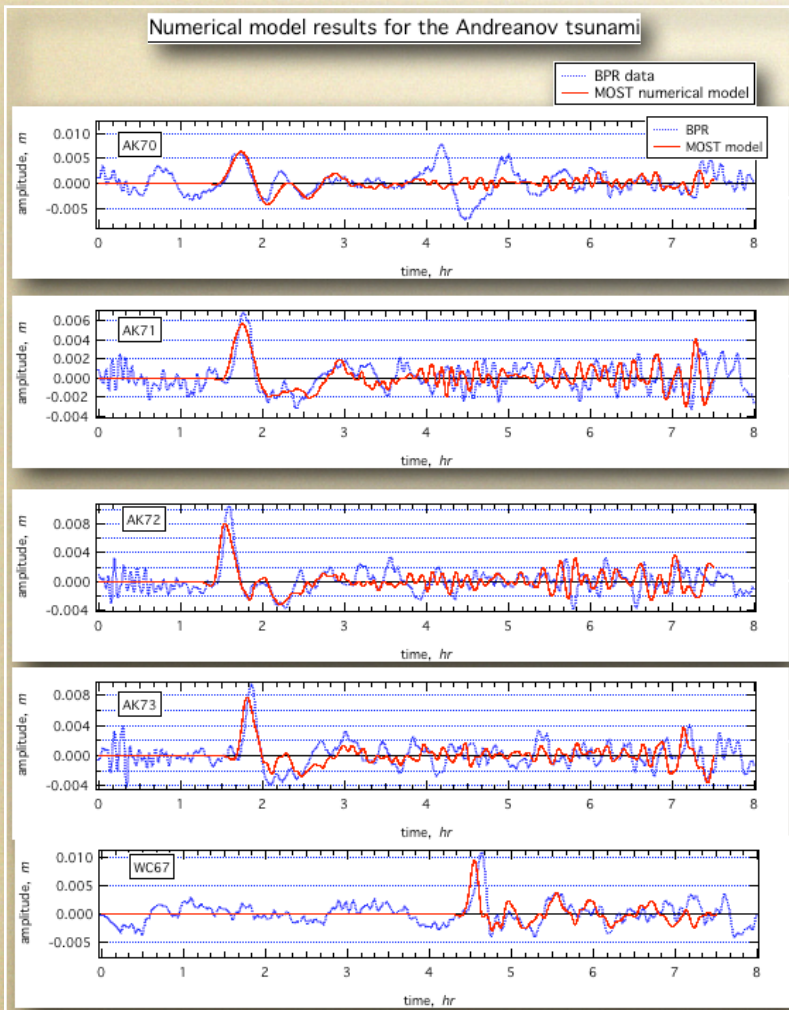 Numerical model results for the Andreanov tsunami
BPR data
MOST numerical model
AK70
BPR
MOST model
amplitude, m
0.010
0.005
0.000
-0.005
0 1 2 3 4 5 6 7 8
time, hr
AK71
amplitude, m
0.006
0.004
0.002
0.000
-0.002
-0.004
0 1 2 3 4 5 6 7 8
time, hr
AK72
amplitude, m
0.008
0.004
0.000
-0.004
0 1 2 3 4 5 6 7 8
time, hr
AK73
amplitude, m
0.008
0.004
0.000
-0.004
0 1 2 3 4 5 6 7 8
time, hr
WC67
amplitude, m
0.010
0.005
0.000
-0.005
0 1 2 3 4 5 6 7 8
time, hr